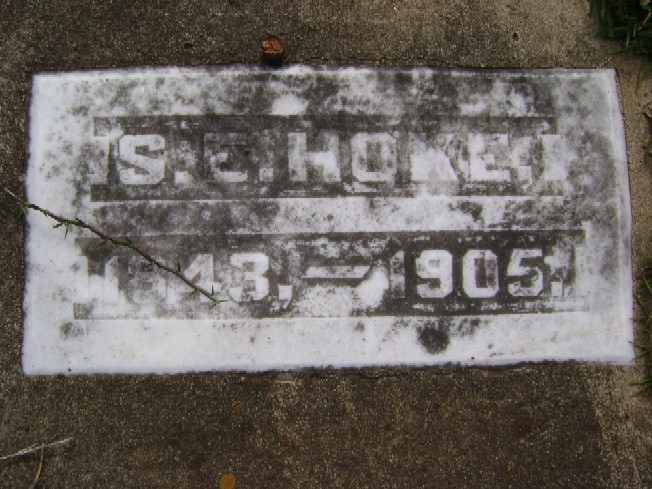 S. E. HOKE.
1843, — 1905.